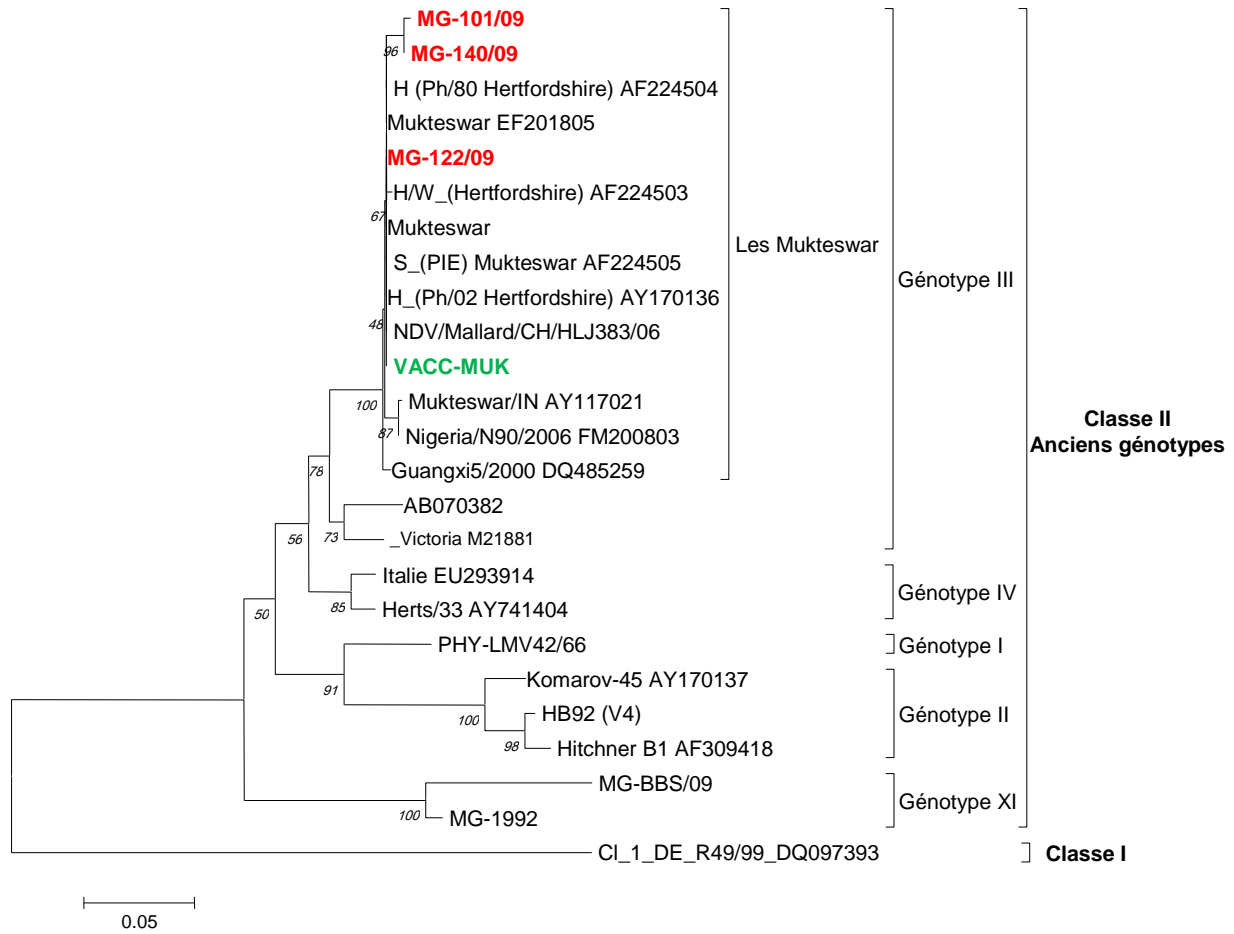 MG-101/09
96
MG-140/09
H (Ph/80 Hertfordshire) AF224504
Mukteswar EF201805
MG-122/09
H/W_(Hertfordshire) AF224503
67
Mukteswar
Les Mukteswar
S_(PIE) Mukteswar AF224505
Génotype III
H_(Ph/02 Hertfordshire) AY170136
48
NDV/Mallard/CH/HLJ383/06
VACC-MUK
Mukteswar/IN AY117021
100
87
Nigeria/N90/2006 FM200803
Classe II
Anciens génotypes
Guangxi5/2000 DQ485259
78
AB070382
56
73
_Victoria M21881
Italie EU293914
Génotype IV
85
Herts/33 AY741404
50
PHY-LMV42/66
Génotype I
91
Komarov-45 AY170137
100
HB92 (V4)
Génotype II
98
Hitchner B1 AF309418
MG-BBS/09
Génotype XI
100
MG-1992
Cl_1_DE_R49/99_DQ097393
Classe I
0.05